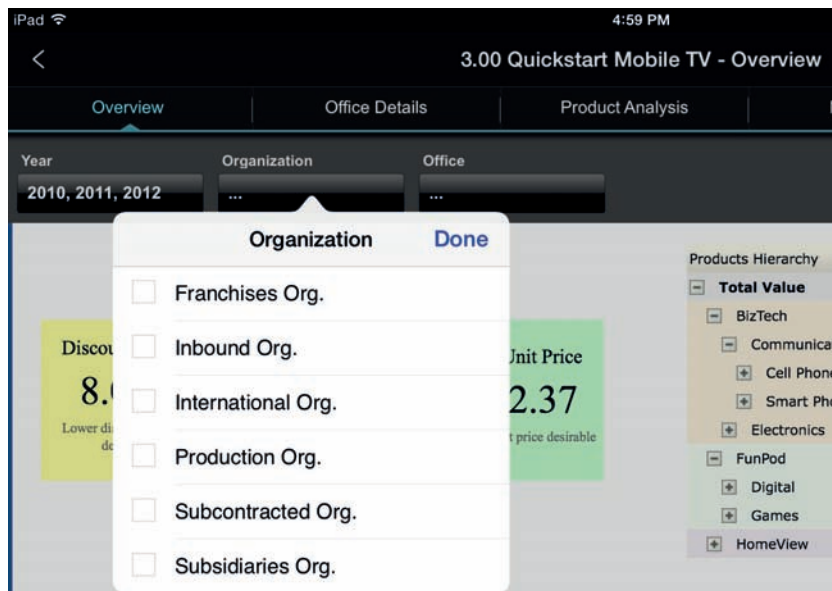 iPad 4:59 PM
3.00 Quickstart Mobile TV - Overview
Overview Office Details Product Analysis
Year Organization Office
2010, 2011, 2012 ... ...
Organization Done
Franchises Org.
Inbound Org.
International Org.
Production Org.
Subcontracted Org.
Subsidiaries Org.
Discou
8.
Lower di
de
Unit Price
2.37
t price desirable
Products Hierarchy
Total Value
BizTech
Communica
Cell Phone
Smart Pho
Electronics
FunPod
Digital
Games
HomeView